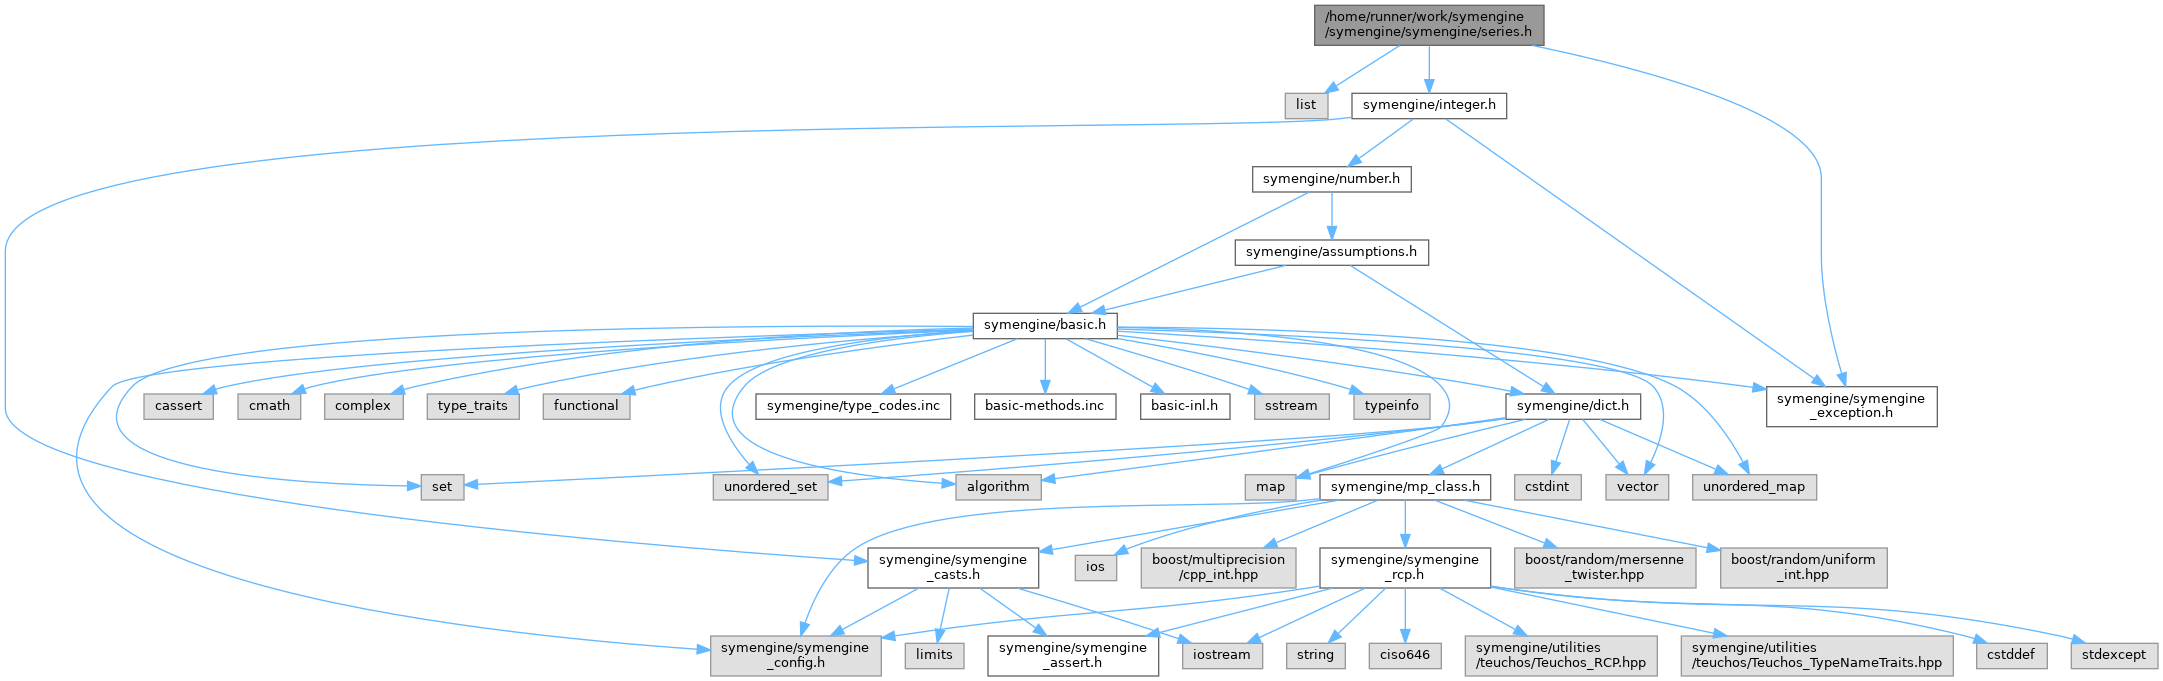 /home/runner/work/symengine
/symengine/symengine/series.h
list
symengine/integer.h
symengine/number.h
symengine/assumptions.h
symengine/basic.h
cassert
cmath
complex
type_traits
functional
symengine/type_codes.inc
basic-methods.inc
basic-inl.h
sstream
typeinfo
symengine/dict.h
symengine/symengine
_exception.h
set
unordered_set
algorithm
map
symengine/mp_class.h
cstdint
vector
unordered_map
symengine/symengine
_casts.h
ios
boost/multiprecision
/cpp_int.hpp
symengine/symengine
_rcp.h
boost/random/mersenne
_twister.hpp
boost/random/uniform
_int.hpp
symengine/symengine
_config.h
limits
symengine/symengine
_assert.h
iostream
string
ciso646
symengine/utilities
/teuchos/Teuchos_RCP.hpp
symengine/utilities
/teuchos/Teuchos_TypeNameTraits.hpp
cstddef
stdexcept